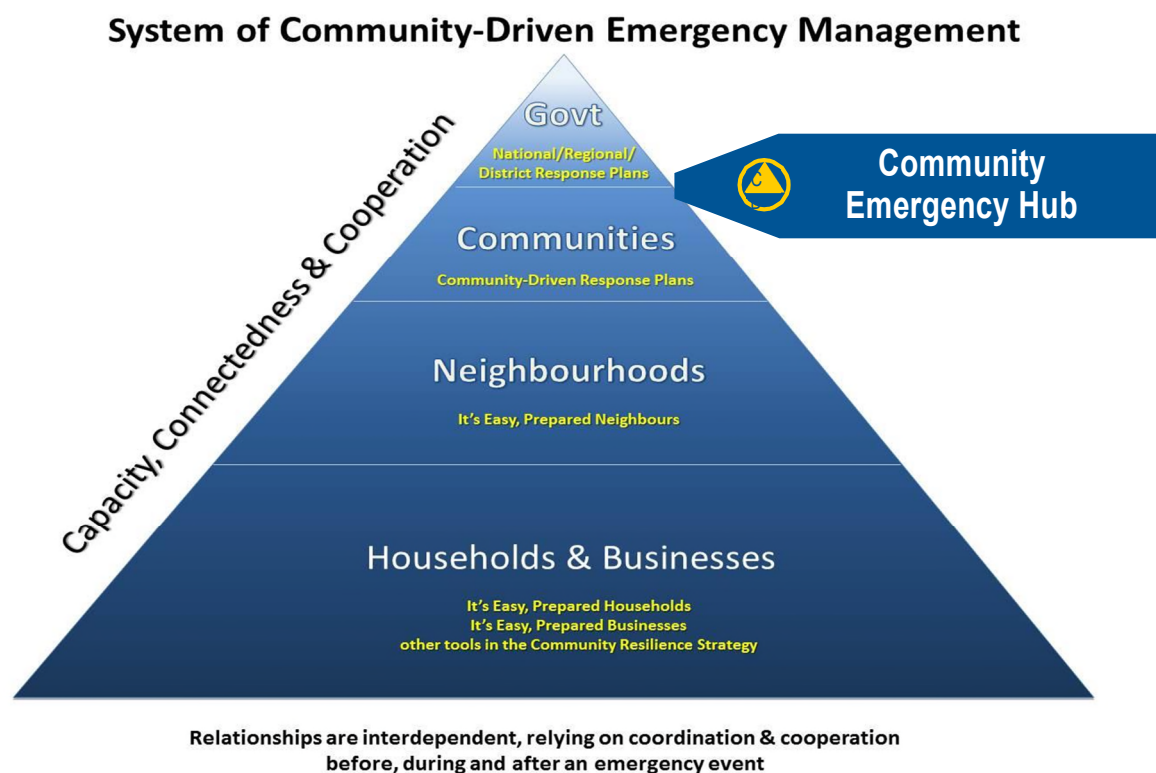 System of Community-Driven Emergency Management
Capacity, Connectedness & Cooperation
Govt
National/Regional/
District Response Plans
Community
Emergency Hub
Communities
Community-Driven Response Plans
Neighbourhoods
It's Easy, Prepared Neighbours
Households & Businesses
It's Easy, Prepared Households
It's Easy, Prepared Businesses
other tools in the Community Resilience Strategy
Relationships are interdependent, relying on coordination & cooperation
before, during and after an emergency event